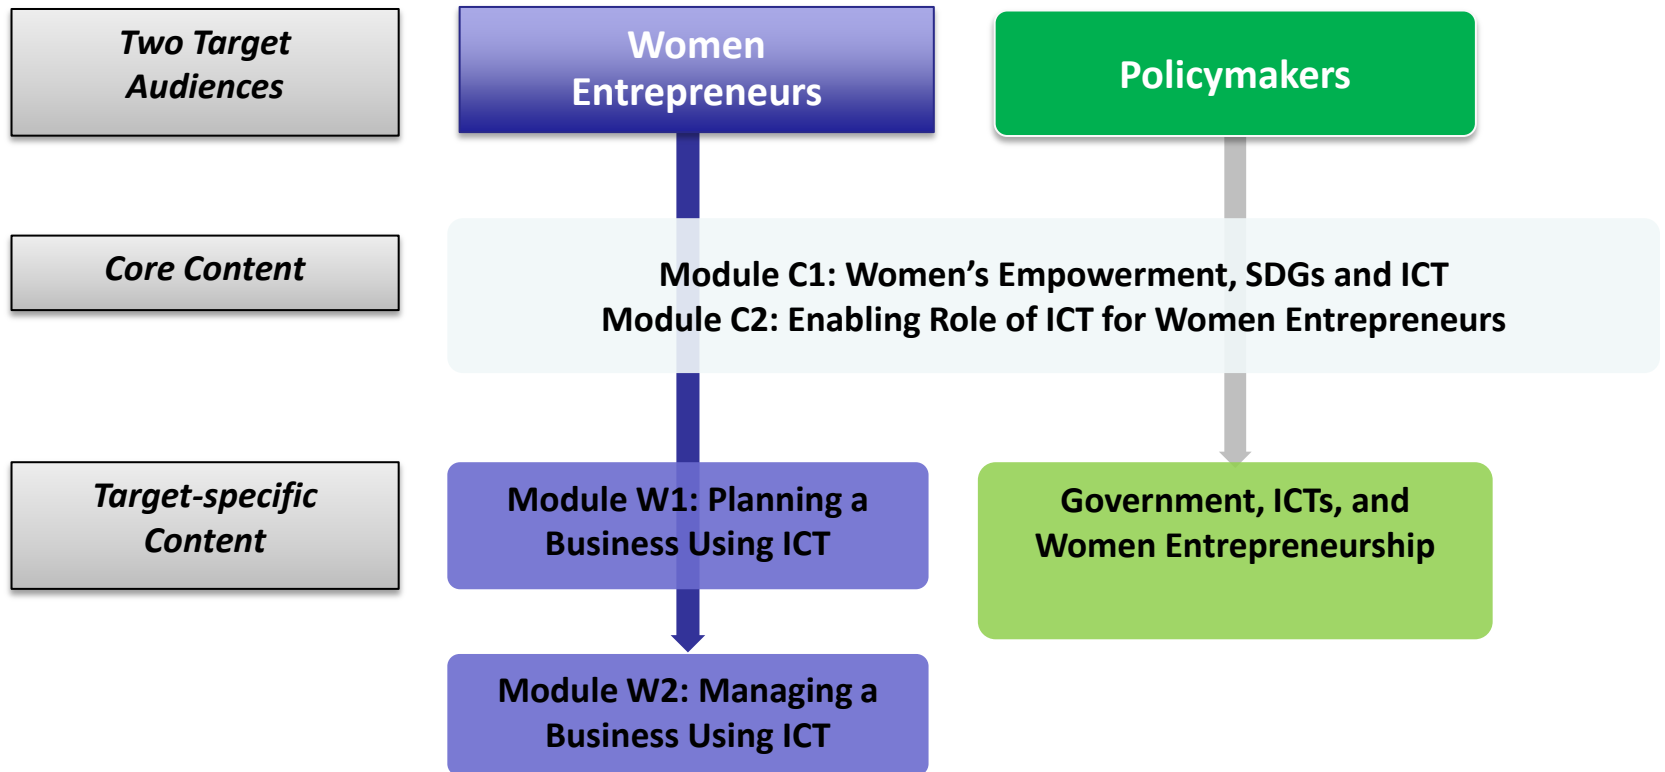 Two Target
Audiences
Women
Entrepreneurs
Policymakers
Core Content
Module C1: Women’s Empowerment, SDGs and ICT
Module C2: Enabling Role of ICT for Women Entrepreneurs
Target-specific
Content
Module W1: Planning a
Business Using ICT
Government, ICTs, and
Women Entrepreneurship
Module W2: Managing a
Business Using ICT